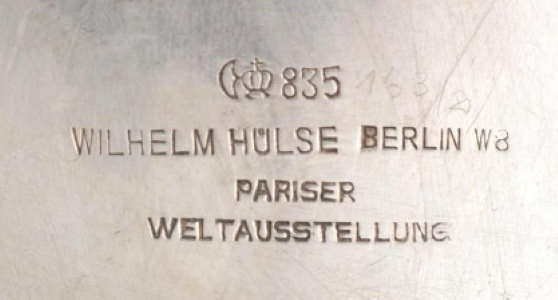 835
WILHELM HÜLSE BERLIN W8
PARISER
WELTAUSSTELLUNG